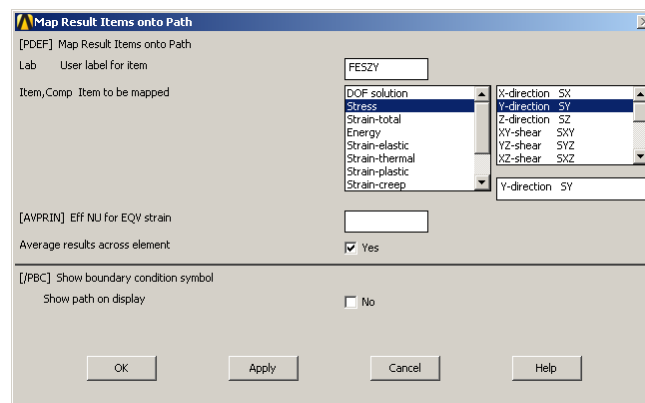 Map Result Items onto Path
[PDEF] Map Result Items onto Path
Lab User label for item FESZY
Item,Comp Item to be mapped
DOF solution
Stress
Strain-total
Energy
Strain-elastic
Strain-thermal
Strain-plastic
Strain-creep
X-direction SX
Y-direction SY
Z-direction SZ
XY-shear SXY
YZ-shear SYZ
XZ-shear SXZ
Y-direction SY
[AVPRIN] Eff NU for EQV strain
Average results across element Yes
[/PBC] Show boundary condition symbol
Show path on display No
OK Apply Cancel Help